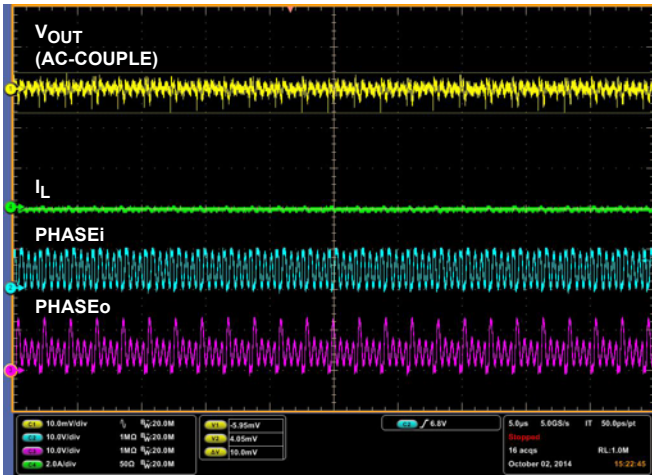 VOUT
(AC-COUPLE)
IL
PHASEi
PHASEo
C1 10.0mV/div BW:20.0M
C2 10.0V/div 1MΩ BW:20.0M
C3 10.0V/div 1MΩ BW:20.0M
C4 2.0A/div 50Ω BW:20.0M
V1 -5.95mV
V2 4.05mV
ΔV 10.0mV
C2 6.8V
5.0µs 5.0GS/s IT 50.0ps/pt
Stopped
16 acqs RL:1.0M
October 02, 2014 15:22:45